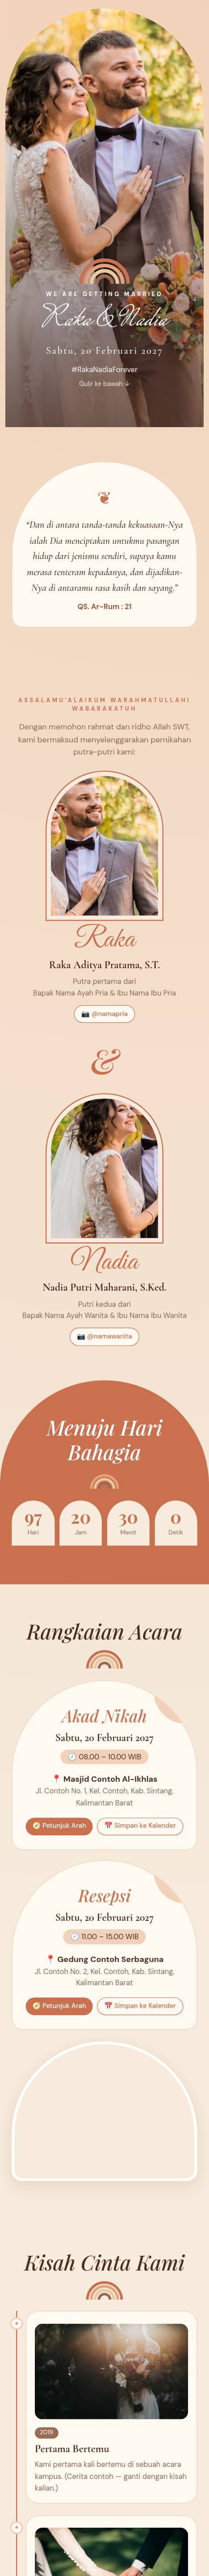 WE ARE GETTING MARRIED
Raka & Nadia
Sabtu, 20 Februari 2027
#RakaNadiaForever
Gulir ke bawah ↓
“Dan di antara tanda-tanda kekuasaan-Nya
ialah Dia menciptakan untukmu pasangan
hidup dari jenismu sendiri, supaya kamu
merasa tenteram kepadanya, dan dijadikan-
Nya di antaramu rasa kasih dan sayang.”
QS. Ar-Rum : 21
ASSALAMU'ALAIKUM WARAHMATULLAHI
WABARAKATUH
Dengan memohon rahmat dan ridho Allah SWT,
kami bermaksud menyelenggarakan pernikahan
putra-putri kami:
Raka
Raka Aditya Pratama, S.T.
Putra pertama dari
Bapak Nama Ayah Pria & Ibu Nama Ibu Pria
📷 @namapria
&
Nadia
Nadia Putri Maharani, S.Ked.
Putri kedua dari
Bapak Nama Ayah Wanita & Ibu Nama Ibu Wanita
📷 @namawanita
Menuju Hari
Bahagia
97 20 30 0
Hari Jam Menit Detik
Rangkaian Acara
Akad Nikah
Sabtu, 20 Februari 2027
🕗 08.00 – 10.00 WIB
📍 Masjid Contoh Al-Ikhlas
Jl. Contoh No. 1, Kel. Contoh, Kab. Sintang,
Kalimantan Barat
🧭 Petunjuk Arah 📅 Simpan ke Kalender
Resepsi
Sabtu, 20 Februari 2027
🕚 11.00 – 15.00 WIB
📍 Gedung Contoh Serbaguna
Jl. Contoh No. 2, Kel. Contoh, Kab. Sintang,
Kalimantan Barat
🧭 Petunjuk Arah 📅 Simpan ke Kalender
Kisah Cinta Kami
2019
Pertama Bertemu
Kami pertama kali bertemu di sebuah acara
kampus. (Cerita contoh — ganti dengan kisah
kalian.)